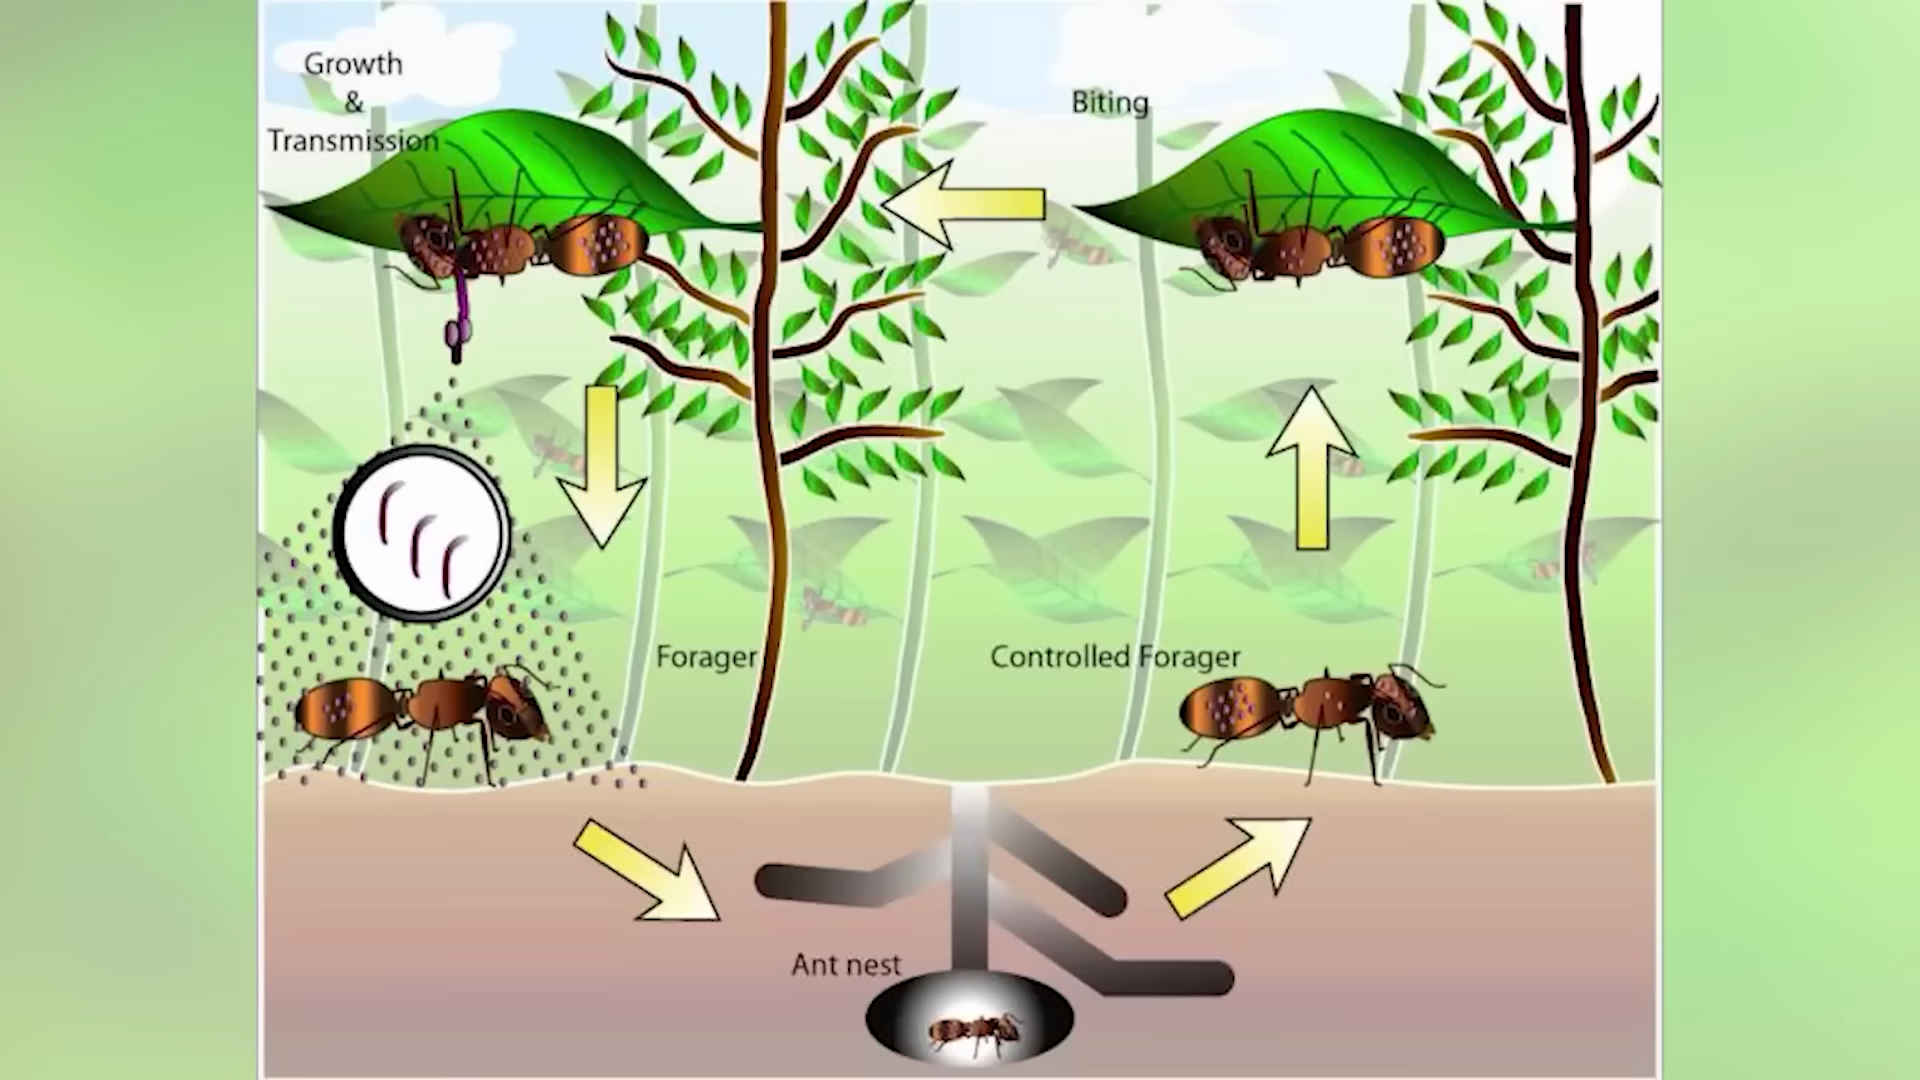 Growth
&
Transmission
Biting
Forager
Controlled Forager
Ant nest